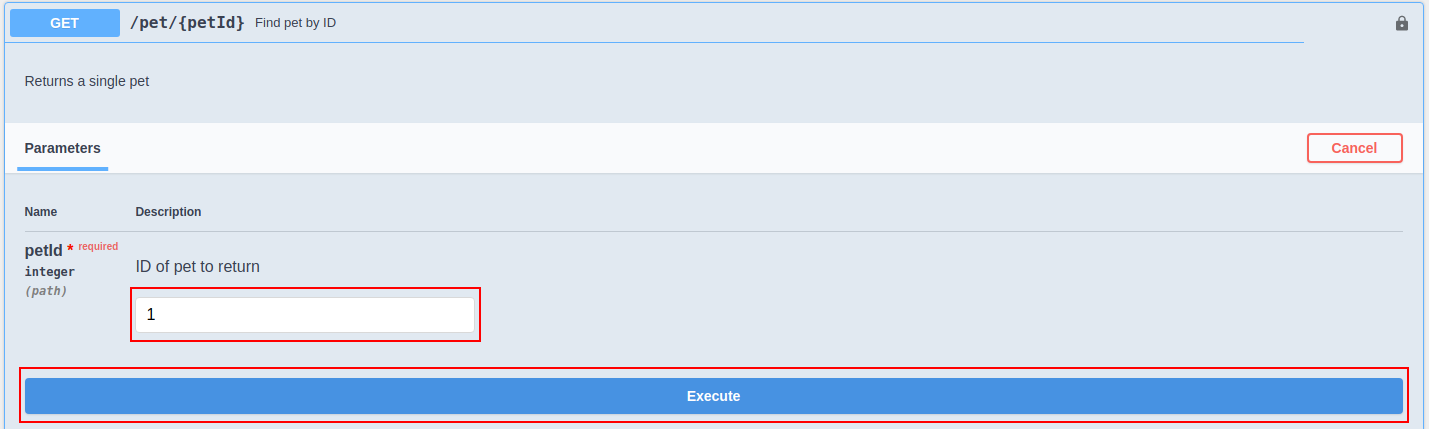 GET /pet/{petId} Find pet by ID
Returns a single pet
Parameters Cancel
Name Description
petId * required
integer
(path)
ID of pet to return
1
Execute